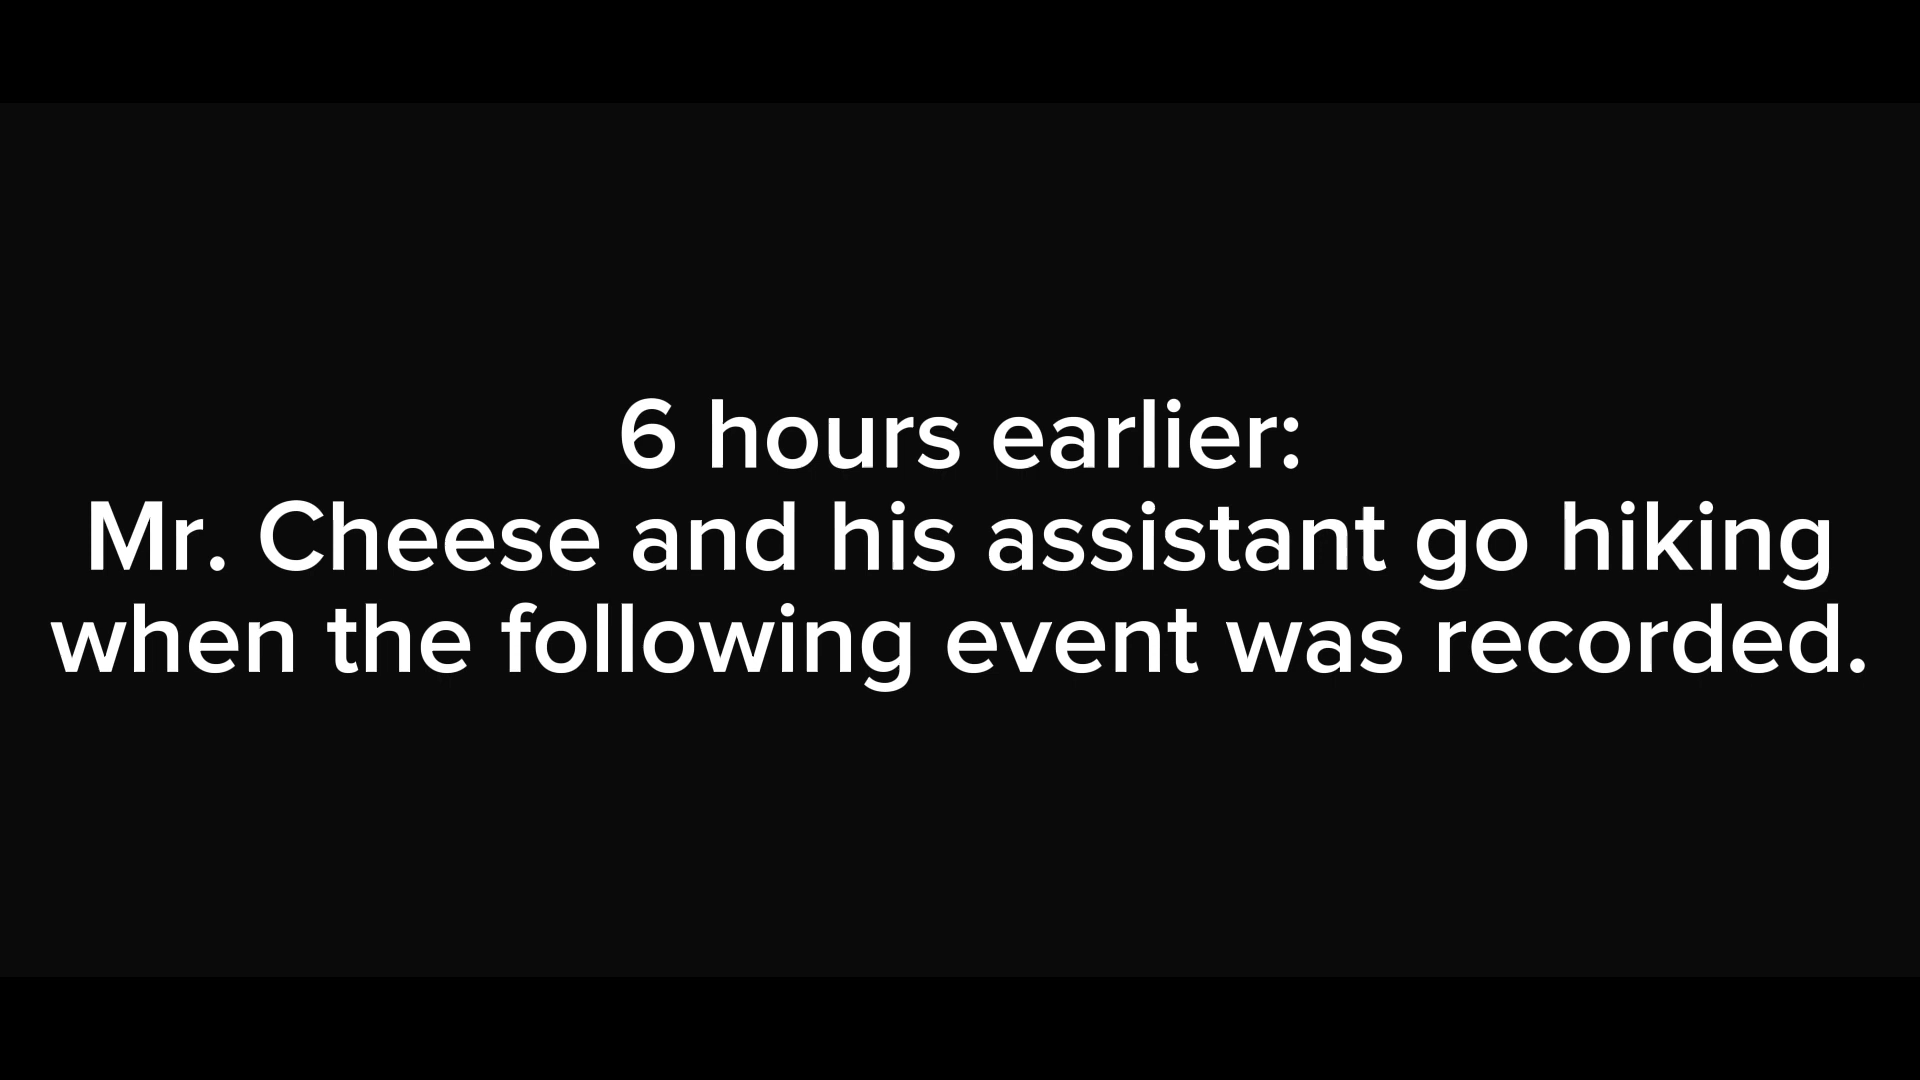 6 hours earlier:
Mr. Cheese and his assistant go hiking
when the following event was recorded.